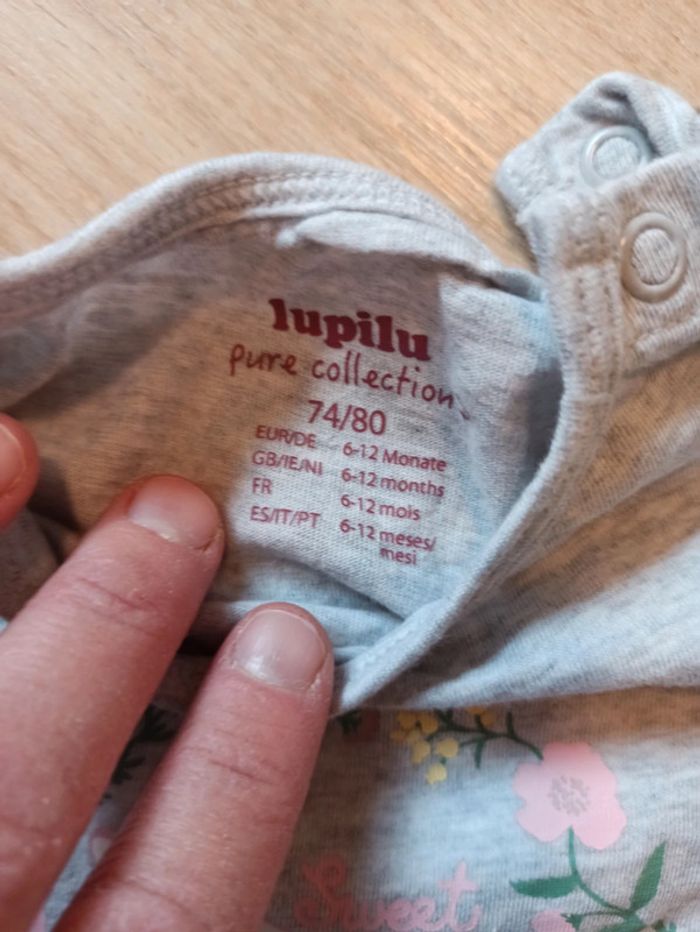 lupilu
pure collection
74/80
EUR/DE 6-12 Monate
GB/IE/NI 6-12 months
FR 6-12 mois
ES/IT/PT 6-12 meses/
mesi
Sweet